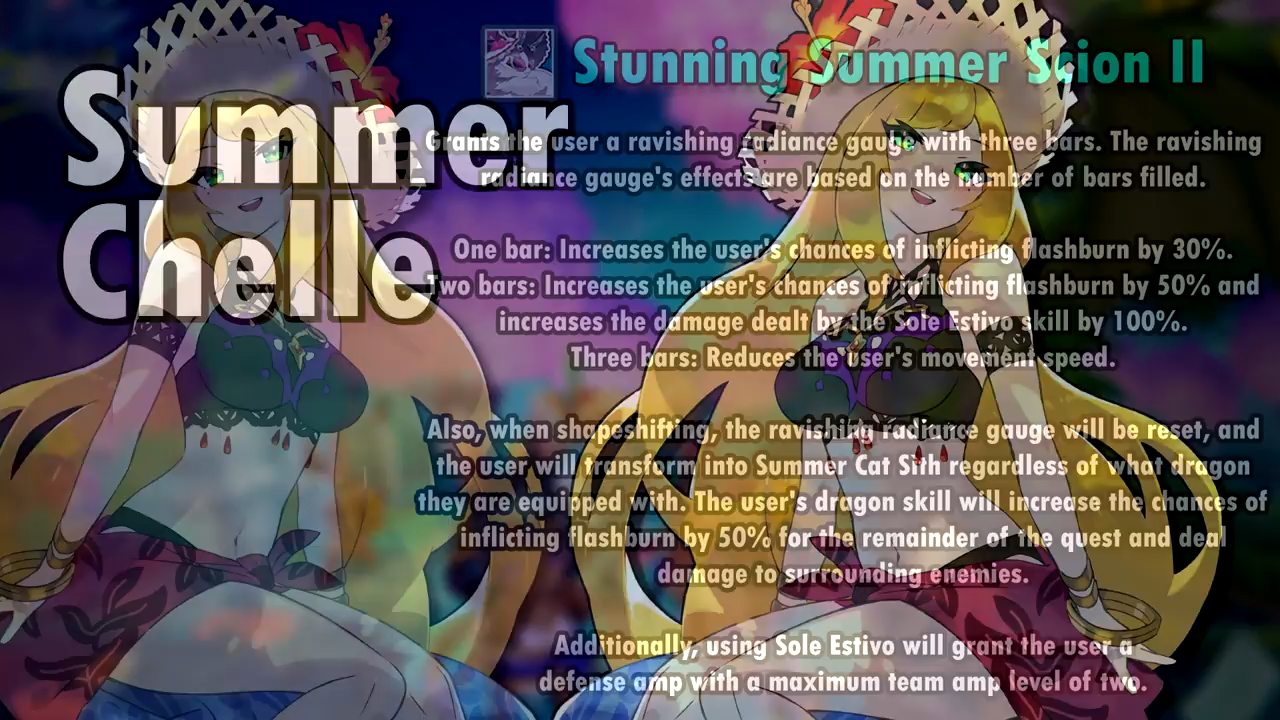 Summer
Chelle
Stunning Summer Scion II
Grants the user a ravishing radiance gauge with three bars. The ravishing
radiance gauge's effects are based on the number of bars filled.
One bar: Increases the user's chances of inflicting flashburn by 30%.
Two bars: Increases the user's chances of inflicting flashburn by 50% and
increases the damage dealt by the Sole Estivo skill by 100%.
Three bars: Reduces the user's movement speed.
Also, when shapeshifting, the ravishing radiance gauge will be reset, and
the user will transform into Summer Cat Sith regardless of what dragon
they are equipped with. The user's dragon skill will increase the chances of
inflicting flashburn by 50% for the remainder of the quest and deal
damage to surrounding enemies.
Additionally, using Sole Estivo will grant the user a
defense amp with a maximum team amp level of two.